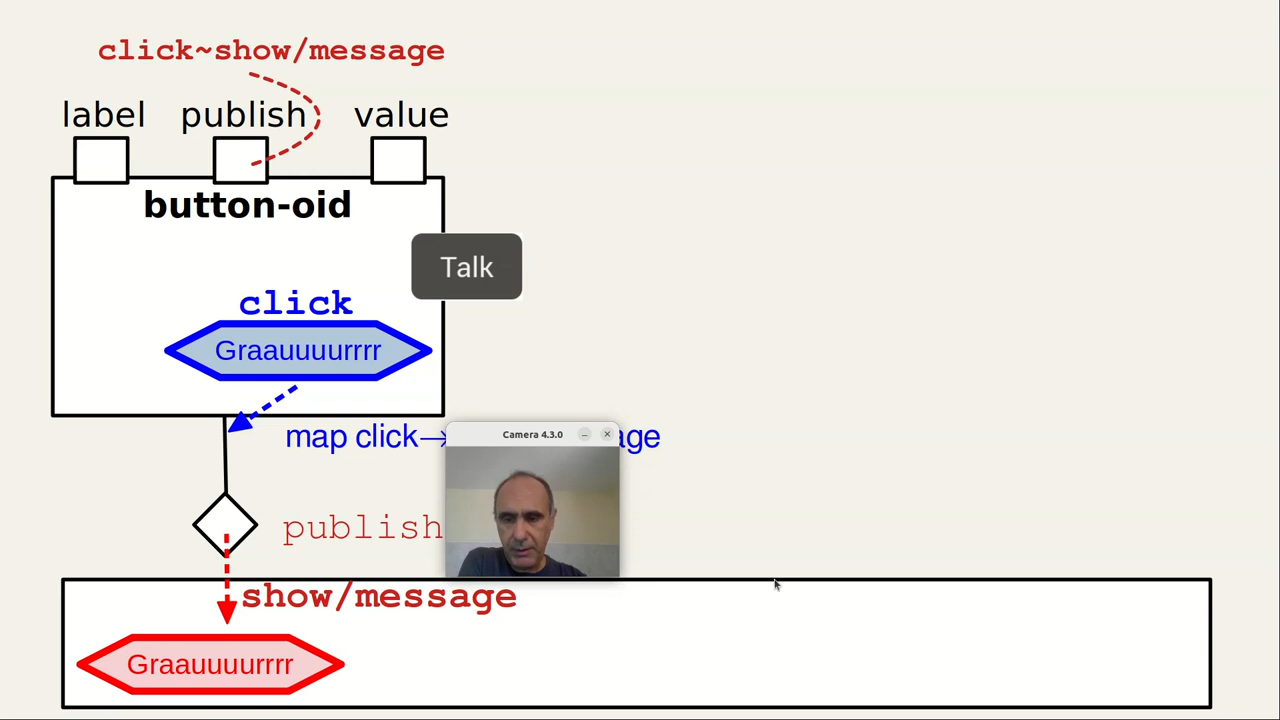 click~show/message
label publish value
button-oid
Talk
click
Graauuuurrrr
map click→ age
Camera 4.3.0
publish
show/message
Graauuuurrrr